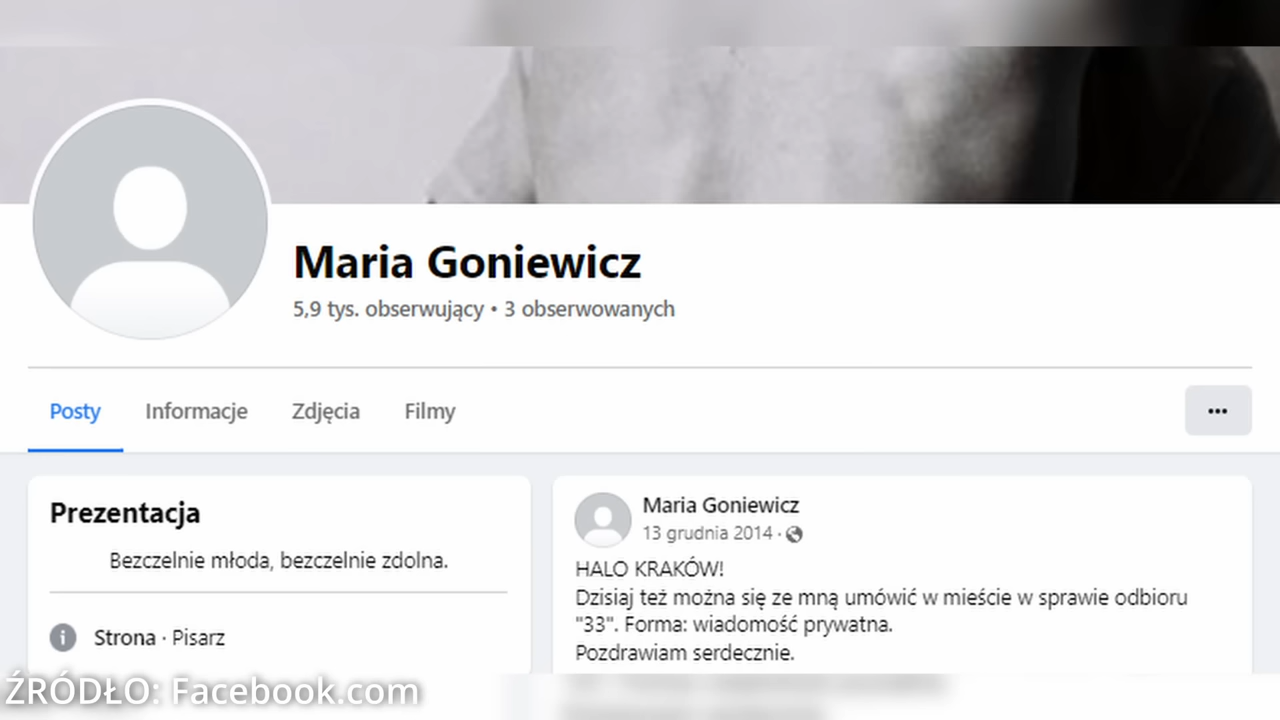 Maria Goniewicz
5,9 tys. obserwujący • 3 obserwowanych
Posty
Informacje
Zdjęcia
Filmy
Prezentacja
Bezczelnie młoda, bezczelnie zdolna.
Strona · Pisarz
Maria Goniewicz
13 grudnia 2014 ·
HALO KRAKÓW!
Dzisiaj też można się ze mną umówić w mieście w sprawie odbioru
"33". Forma: wiadomość prywatna.
Pozdrawiam serdecznie.
ŹRÓDŁO: Facebook.com